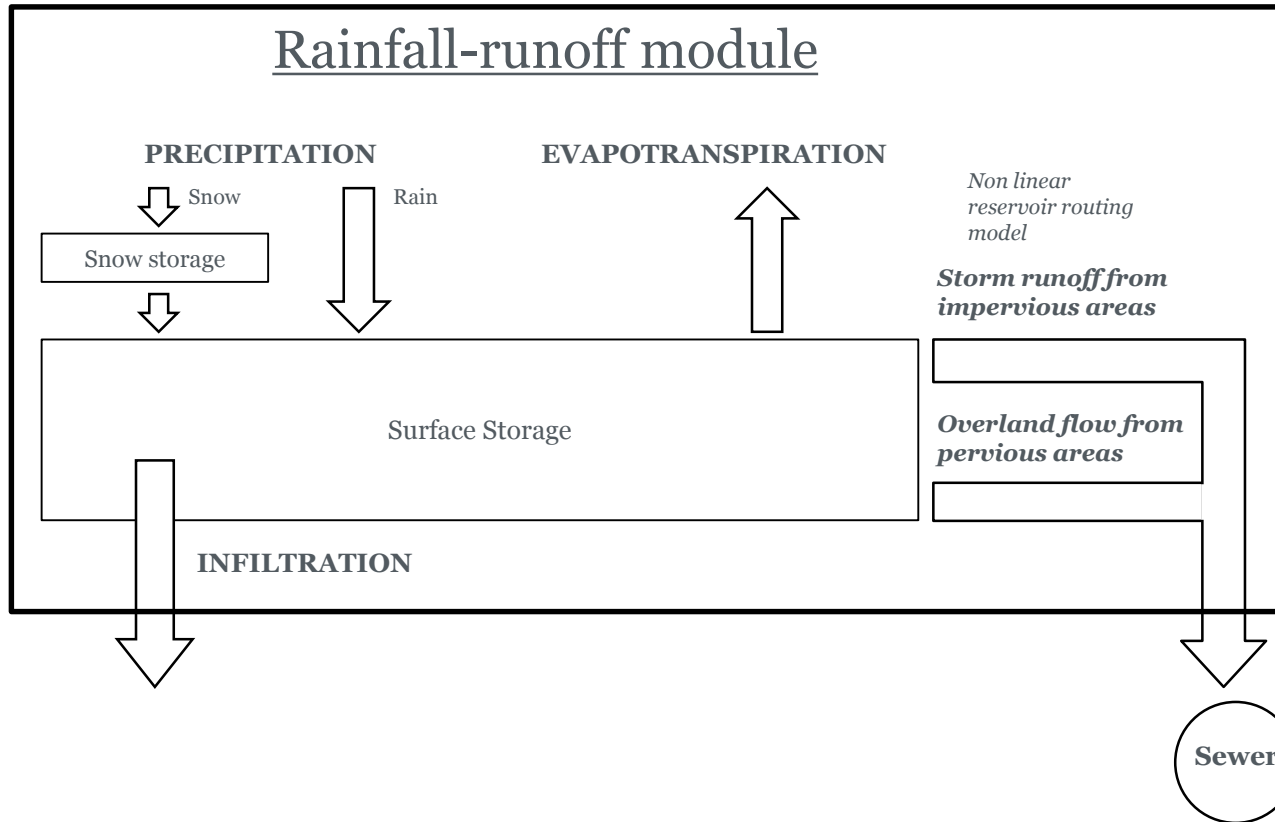 Rainfall-runoff module
PRECIPITATION
EVAPOTRANSPIRATION
Snow
Rain
Non linear
reservoir routing
model
Snow storage
Storm runoff from
impervious areas
Surface Storage
Overland flow from
pervious areas
INFILTRATION
Sewer